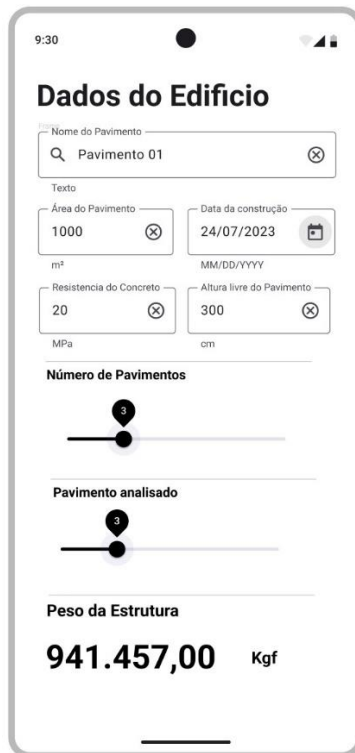 9:30
Dados do Edificio
Nome do Pavimento
Pavimento 01
Texto
Área do Pavimento
Data da construção
1000
24/07/2023
m²
MM/DD/YYYY
Resistencia do Concreto
Altura livre do Pavimento
20
300
MPa
cm
Número de Pavimentos
3
Pavimento analisado
3
Peso da Estrutura
941.457,00 Kgf